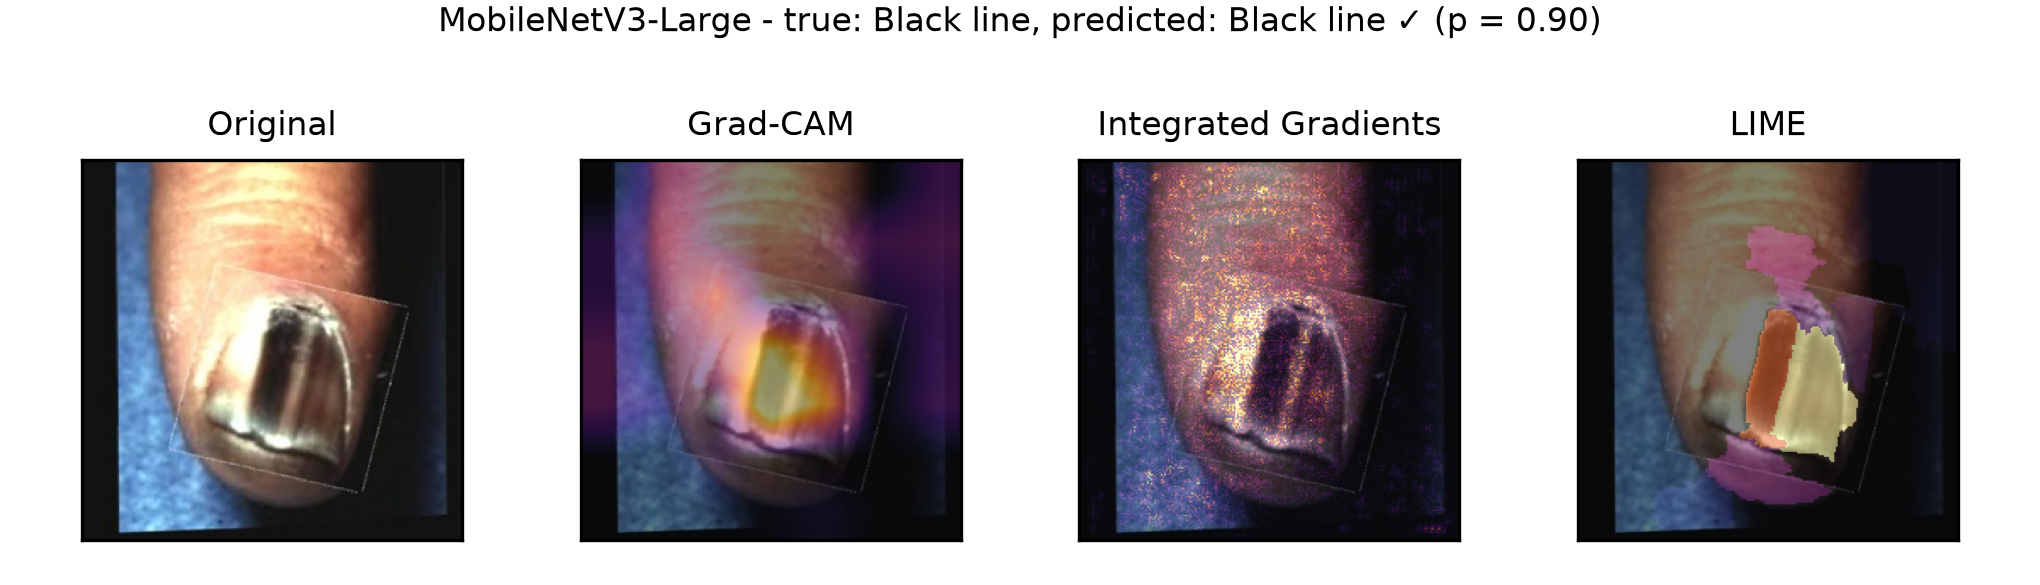 MobileNetV3-Large - true: Black line, predicted: Black line ✓ (p = 0.90)
Original
Grad-CAM
Integrated Gradients
LIME